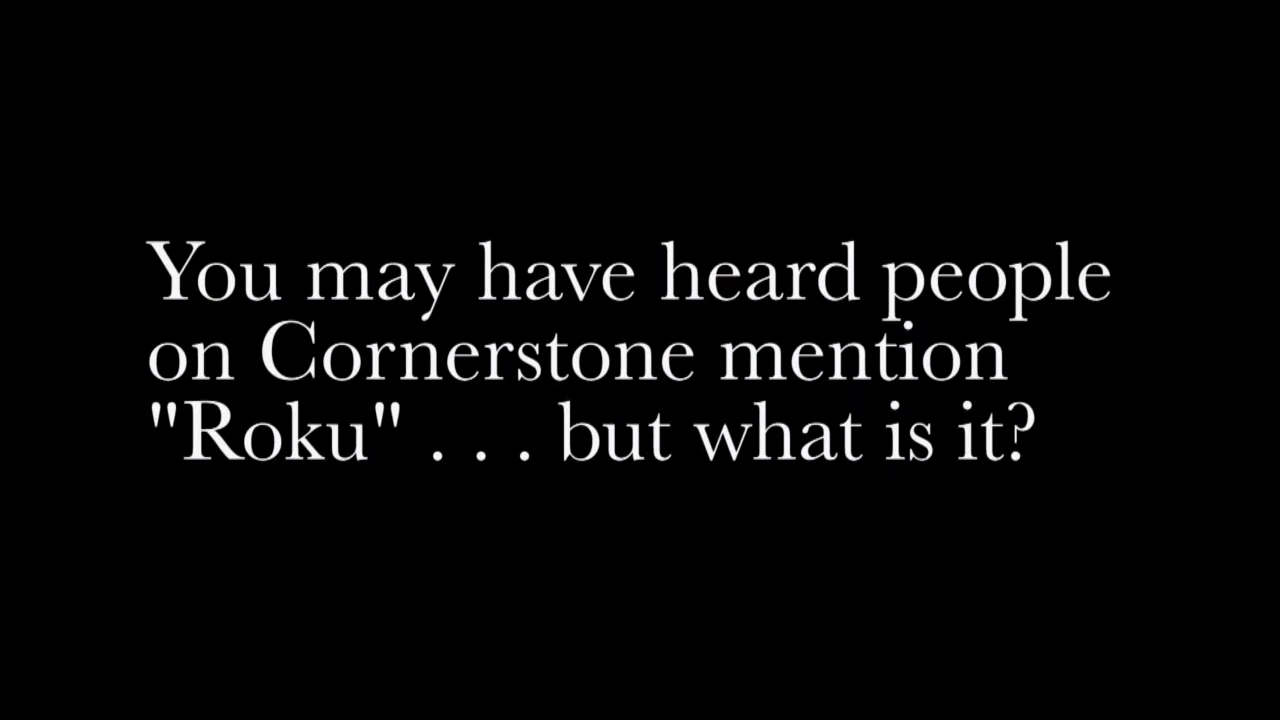 You may have heard people
on Cornerstone mention
"Roku" . . . but what is it?